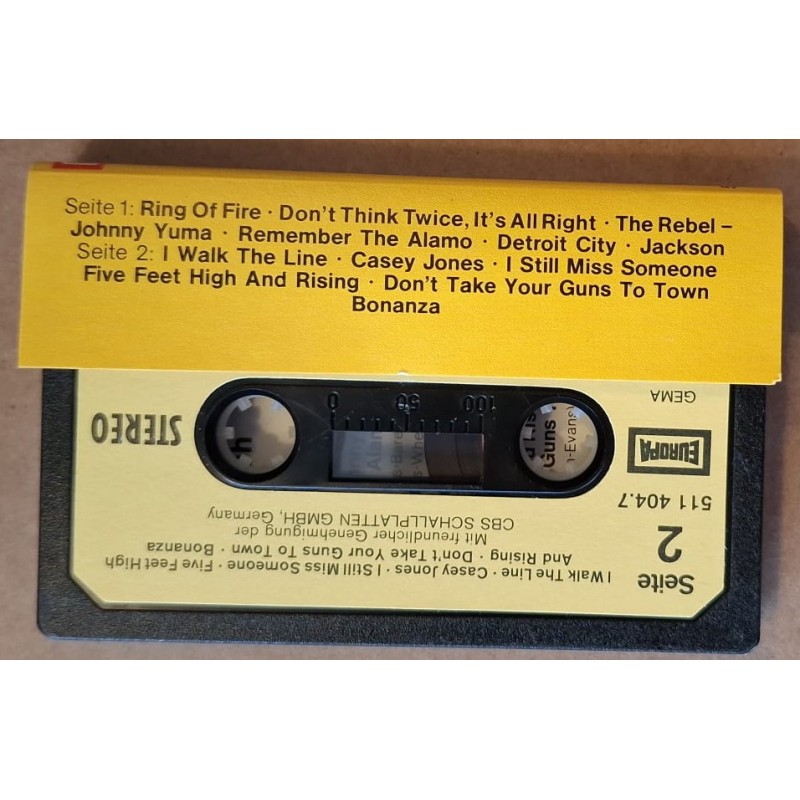 Seite 1: Ring Of Fire · Don't Think Twice, It's All Right · The Rebel –
Johnny Yuma · Remember The Alamo · Detroit City · Jackson
Seite 2: I Walk The Line · Casey Jones · I Still Miss Someone
Five Feet High And Rising · Don't Take Your Guns To Town
Bonanza
Seite
2
I Walk The Line · Casey Jones · I Still Miss Someone · Five Feet High
And Rising · Don't Take Your Guns To Town · Bonanza
Mit freundlicher Genehmigung der
CBS SCHALLPLATTEN GMBH, Germany
511 404.7
EUROPA
STEREO
GEMA
100 50 0
Guns